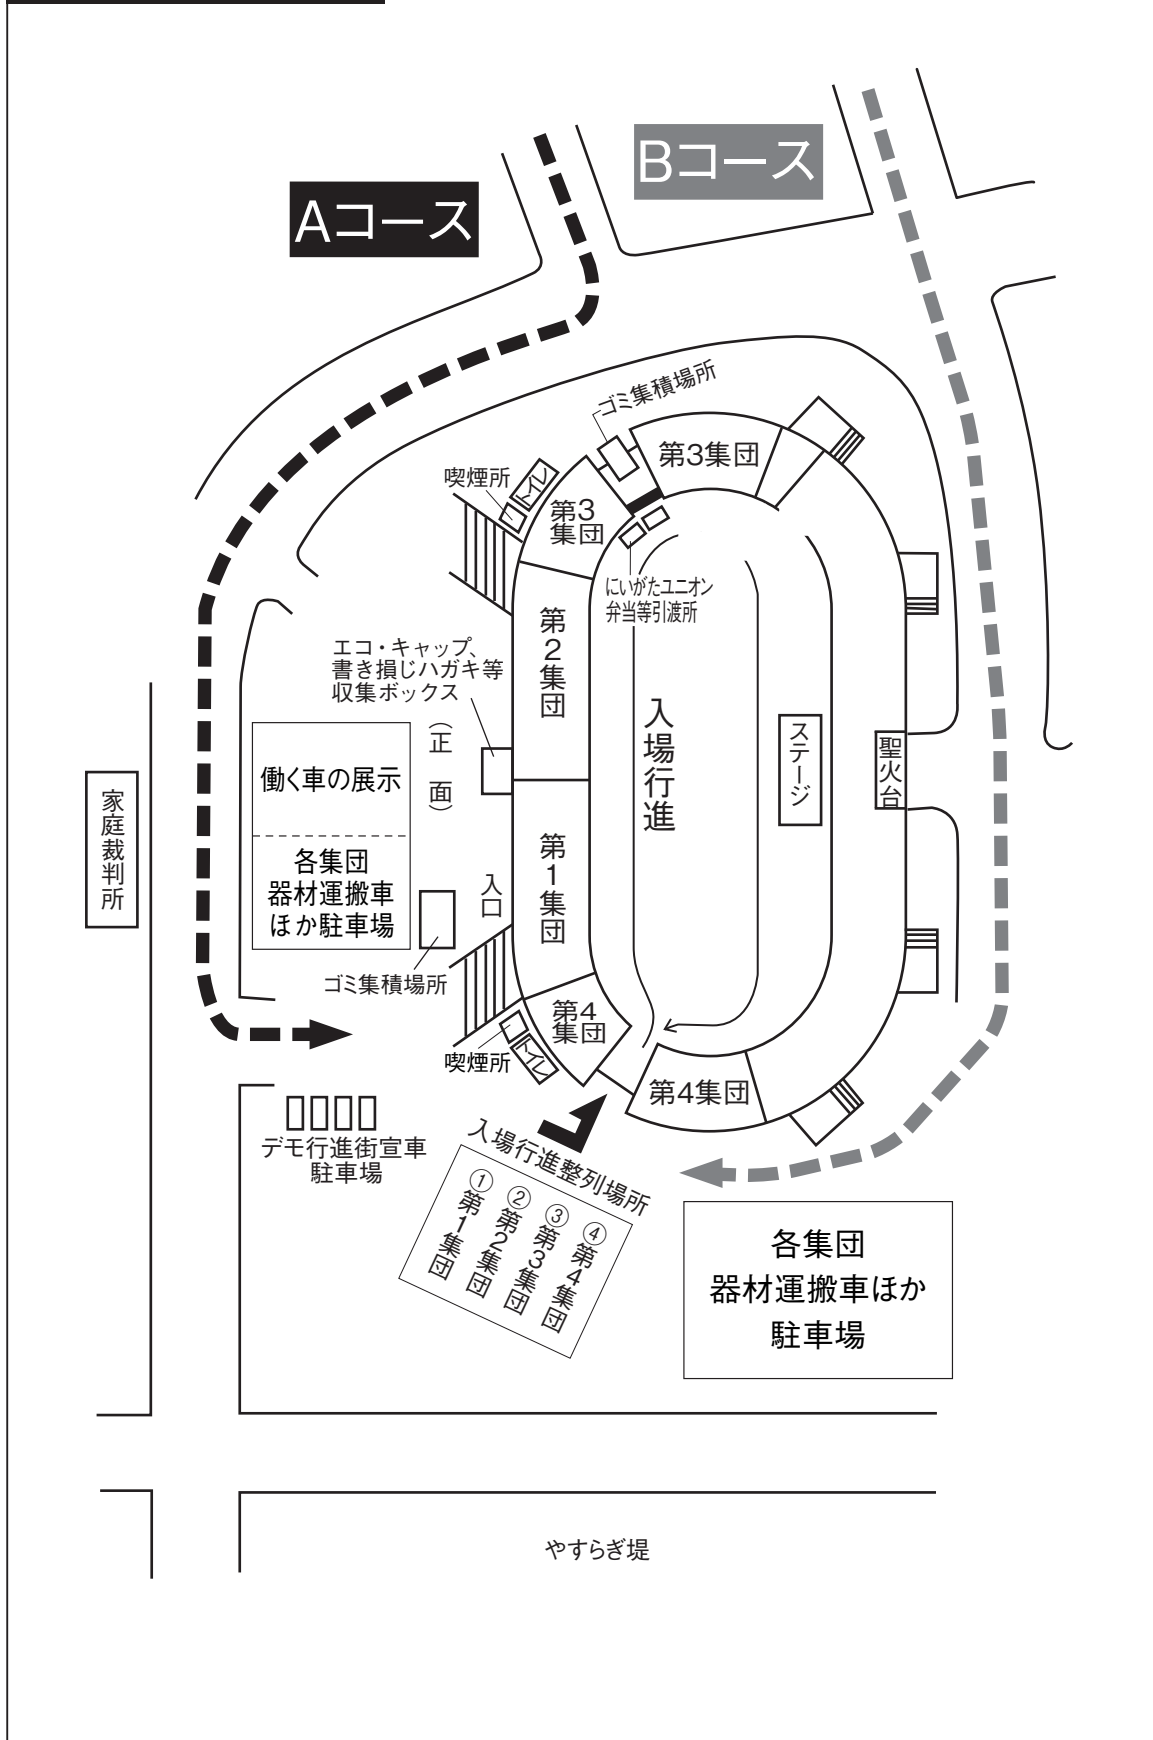 Bコース
Aコース
ゴミ集積場所
第3集団
喫煙所
トイレ
第3
集団
にいがたユニオン
弁当等引渡所
第2集団
エコ・キャップ、
書き損じハガキ等
収集ボックス
(正面)
入場行進
ステージ
聖火台
働く車の展示
家庭裁判所
各集団
器材運搬車
ほか駐車場
第1集団
入口
ゴミ集積場所
第4
集団
喫煙所
トイレ
第4集団
デモ行進街宣車
駐車場
入場行進整列場所
①第1集団
②第2集団
③第3集団
④第4集団
各集団
器材運搬車ほか
駐車場
やすらぎ堤